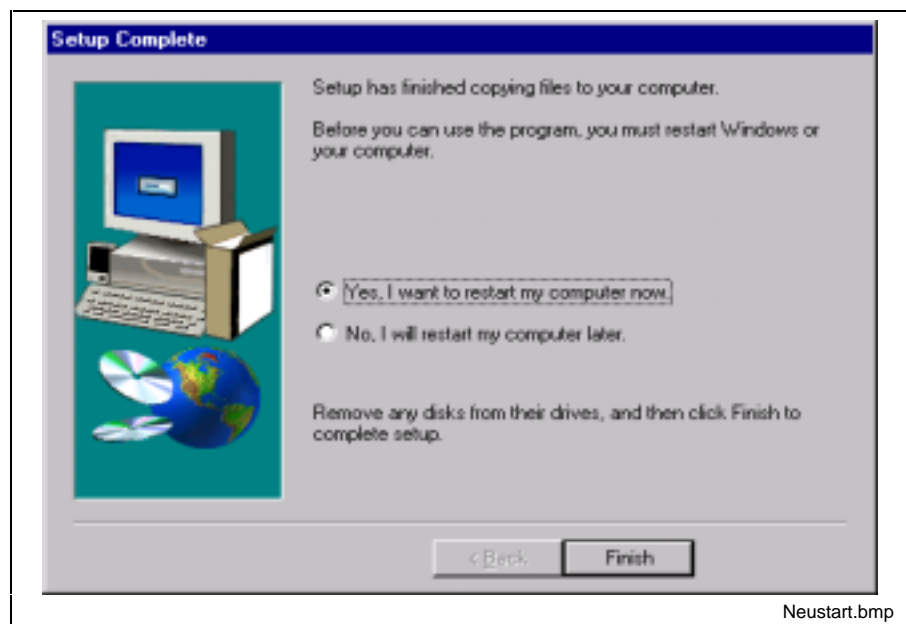 Setup Complete
Setup has finished copying files to your computer.
Before you can use the program, you must restart Windows or
your computer.
Yes, I want to restart my computer now.
No, I will restart my computer later.
Remove any disks from their drives, and then click Finish to
complete setup.
< Back
Finish
Neustart.bmp